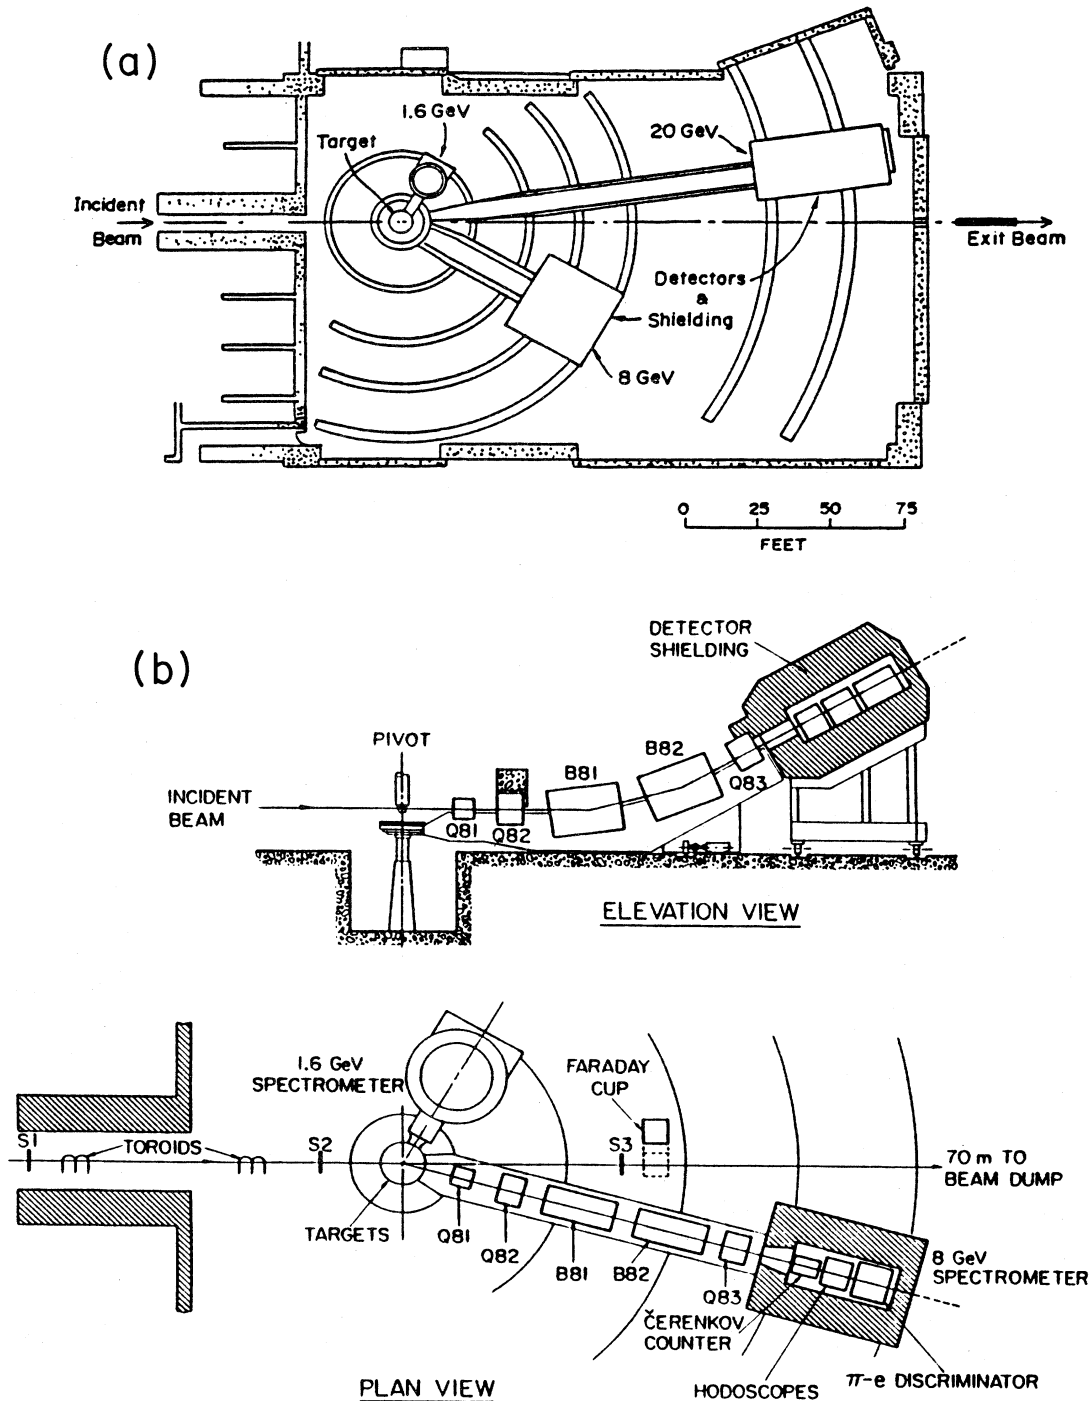 (a)
1.6 GeV
Target
20 GeV
Incident
Beam
Exit Beam
Detectors
&
Shielding
8 GeV
0 25 50 75
FEET
(b)
DETECTOR
SHIELDING
PIVOT
B82
B81
Q83
INCIDENT
BEAM
Q81
Q82
ELEVATION VIEW
1.6 GeV
SPECTROMETER
FARADAY
CUP
S1
TOROIDS
S2
S3
70 m TO
BEAM DUMP
TARGETS
Q81
Q82
B81
B82
Q83
8 GeV
SPECTROMETER
ČERENKOV
COUNTER
HODOSCOPES
π-e DISCRIMINATOR
PLAN VIEW